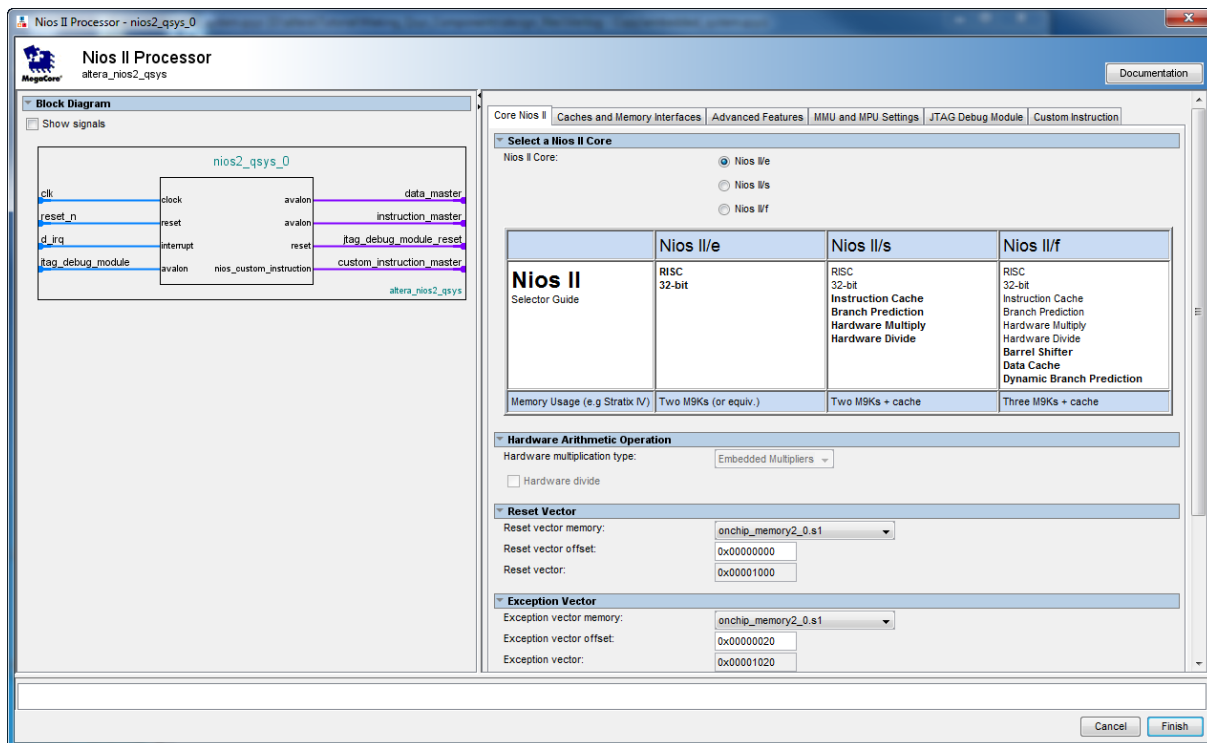 Nios II Processor - nios2_qsys_0
Nios II Processor
altera_nios2_qsys
MegaCore'
Documentation
Block Diagram
Show signals
nios2_qsys_0
clk
clock
avalon
data_master
reset_n
reset
avalon
instruction_master
d_irq
interrupt
reset
jtag_debug_module_reset
jtag_debug_module
avalon
nios_custom_instruction
custom_instruction_master
altera_nios2_qsys
Core Nios II
Caches and Memory Interfaces
Advanced Features
MMU and MPU Settings
JTAG Debug Module
Custom Instruction
Select a Nios II Core
Nios II Core:
Nios II/e
Nios II/s
Nios II/f
Nios II/e
Nios II/s
Nios II/f
Nios II
Selector Guide
RISC
32-bit
RISC
32-bit
Instruction Cache
Branch Prediction
Hardware Multiply
Hardware Divide
RISC
32-bit
Instruction Cache
Branch Prediction
Hardware Multiply
Hardware Divide
Barrel Shifter
Data Cache
Dynamic Branch Prediction
Memory Usage (e.g Stratix IV)
Two M9Ks (or equiv.)
Two M9Ks + cache
Three M9Ks + cache
Hardware Arithmetic Operation
Hardware multiplication type:
Embedded Multipliers
Hardware divide
Reset Vector
Reset vector memory:
onchip_memory2_0.s1
Reset vector offset:
0x00000000
Reset vector:
0x00001000
Exception Vector
Exception vector memory:
onchip_memory2_0.s1
Exception vector offset:
0x00000020
Exception vector:
0x00001020
Cancel
Finish